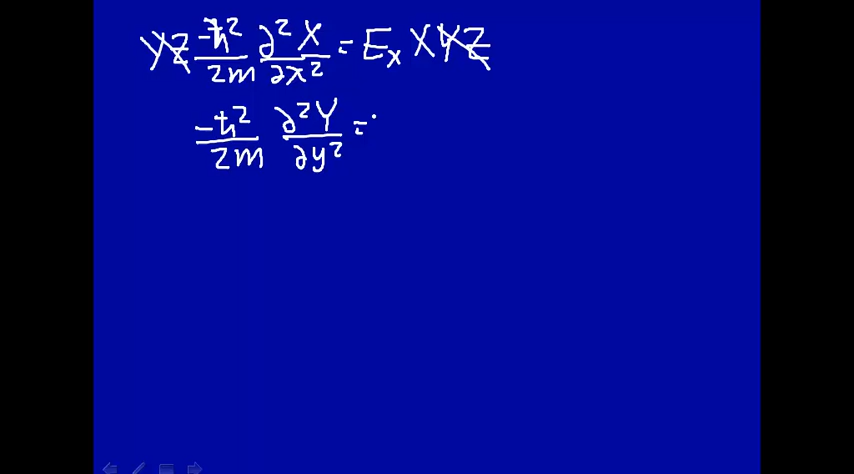 YZ -ħ²/2m ∂²X/∂x² = Eₓ XYZ
-ħ²/2m ∂²Y/∂y² =